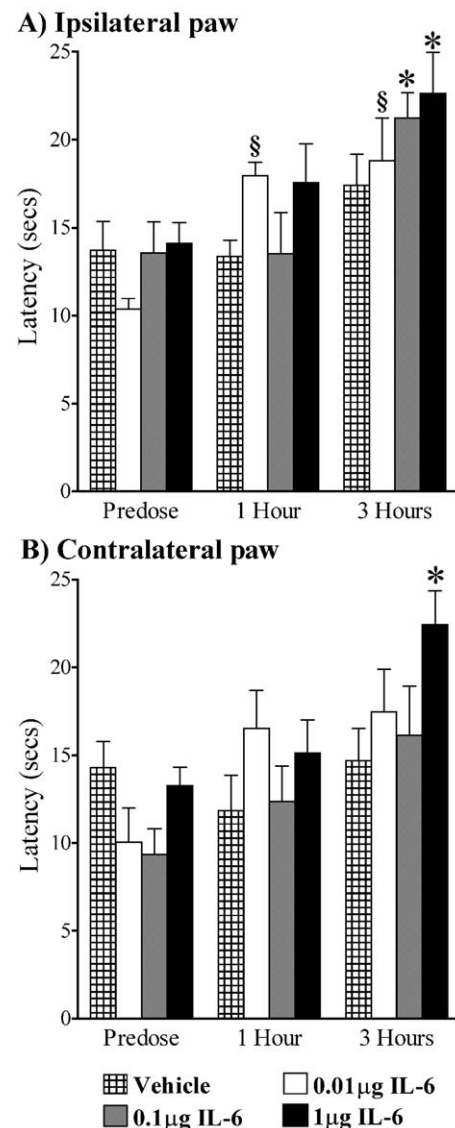 A) Ipsilateral paw
25
20
15
10
5
0
Latency (secs)
§
§
*
*
Predose 1 Hour 3 Hours
B) Contralateral paw
25
20
15
10
5
0
Latency (secs)
*
Predose 1 Hour 3 Hours
Vehicle 0.01µg IL-6
0.1µg IL-6 1µg IL-6